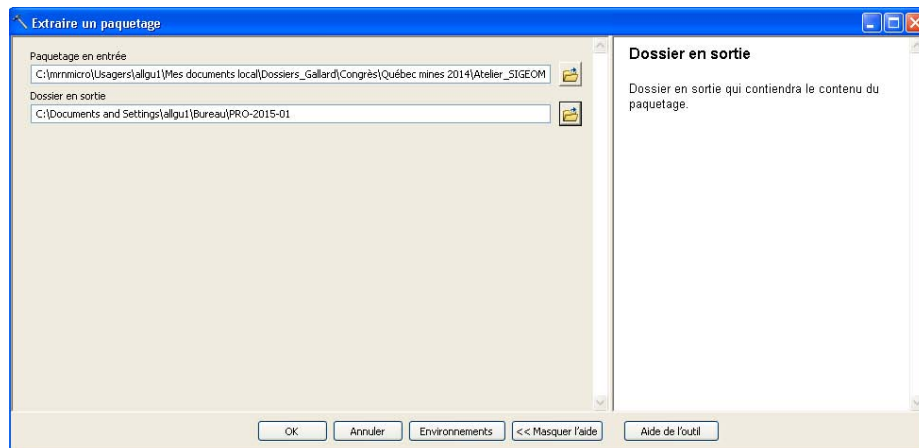 Extraire un paquetage
Paquetage en entrée
C:\mrnmicro\Usagers\allgu1\Mes documents local\Dossiers_Gallard\Congrès\Québec mines 2014\Atelier_SIGEOM
Dossier en sortie
C:\Documents and Settings\allgu1\Bureau\PRO-2015-01
Dossier en sortie
Dossier en sortie qui contiendra le contenu du
paquetage.
OK
Annuler
Environnements
<< Masquer l'aide
Aide de l'outil